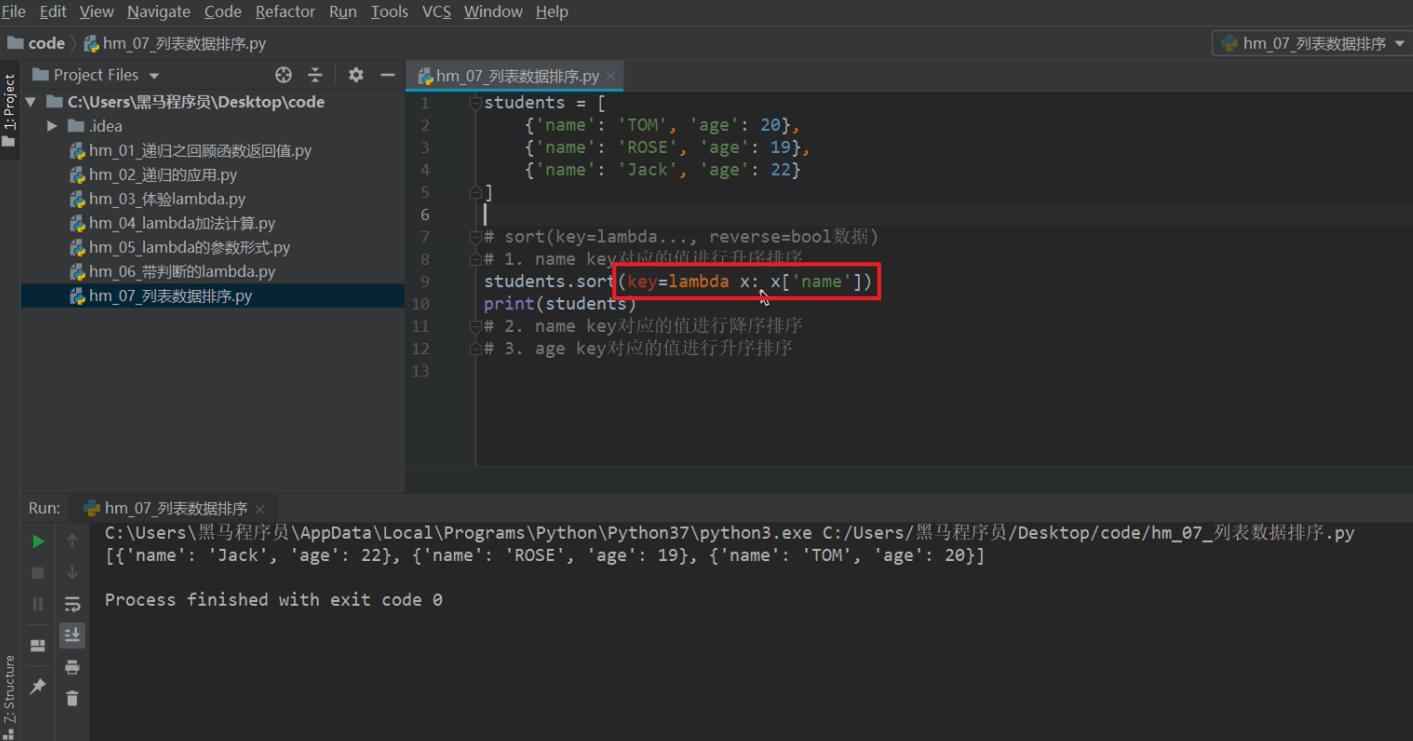 File Edit View Navigate Code Refactor Run Tools VCS Window Help
code hm_07_列表数据排序.py
hm_07_列表数据排序
1: Project
Project Files
C:\Users\黑马程序员\Desktop\code
.idea
hm_01_递归之回顾函数返回值.py
hm_02_递归的应用.py
hm_03_体验lambda.py
hm_04_lambda加法计算.py
hm_05_lambda的参数形式.py
hm_06_带判断的lambda.py
hm_07_列表数据排序.py
hm_07_列表数据排序.py
1 students = [
2 {'name': 'TOM', 'age': 20},
3 {'name': 'ROSE', 'age': 19},
4 {'name': 'Jack', 'age': 22}
5 ]
6
7 # sort(key=lambda..., reverse=bool数据)
8 # 1. name key对应的值进行升序排序
9 students.sort(key=lambda x: x['name'])
10 print(students)
11 # 2. name key对应的值进行降序排序
12 # 3. age key对应的值进行升序排序
13
Run: hm_07_列表数据排序
C:\Users\黑马程序员\AppData\Local\Programs\Python\Python37\python3.exe C:/Users/黑马程序员/Desktop/code/hm_07_列表数据排序.py
[{'name': 'Jack', 'age': 22}, {'name': 'ROSE', 'age': 19}, {'name': 'TOM', 'age': 20}]
Process finished with exit code 0
Z: Structure